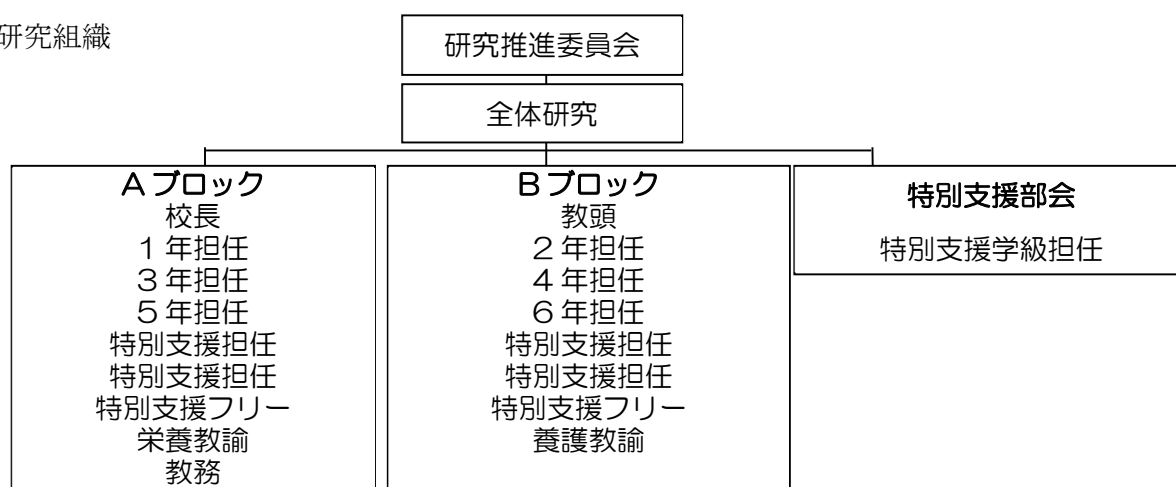 研究組織
研究推進委員会
全体研究
Aブロック
校長
1年担任
3年担任
5年担任
特別支援担任
特別支援担任
特別支援フリー
栄養教諭
教務
Bブロック
教頭
2年担任
4年担任
6年担任
特別支援担任
特別支援担任
特別支援フリー
養護教諭
特別支援部会
特別支援学級担任